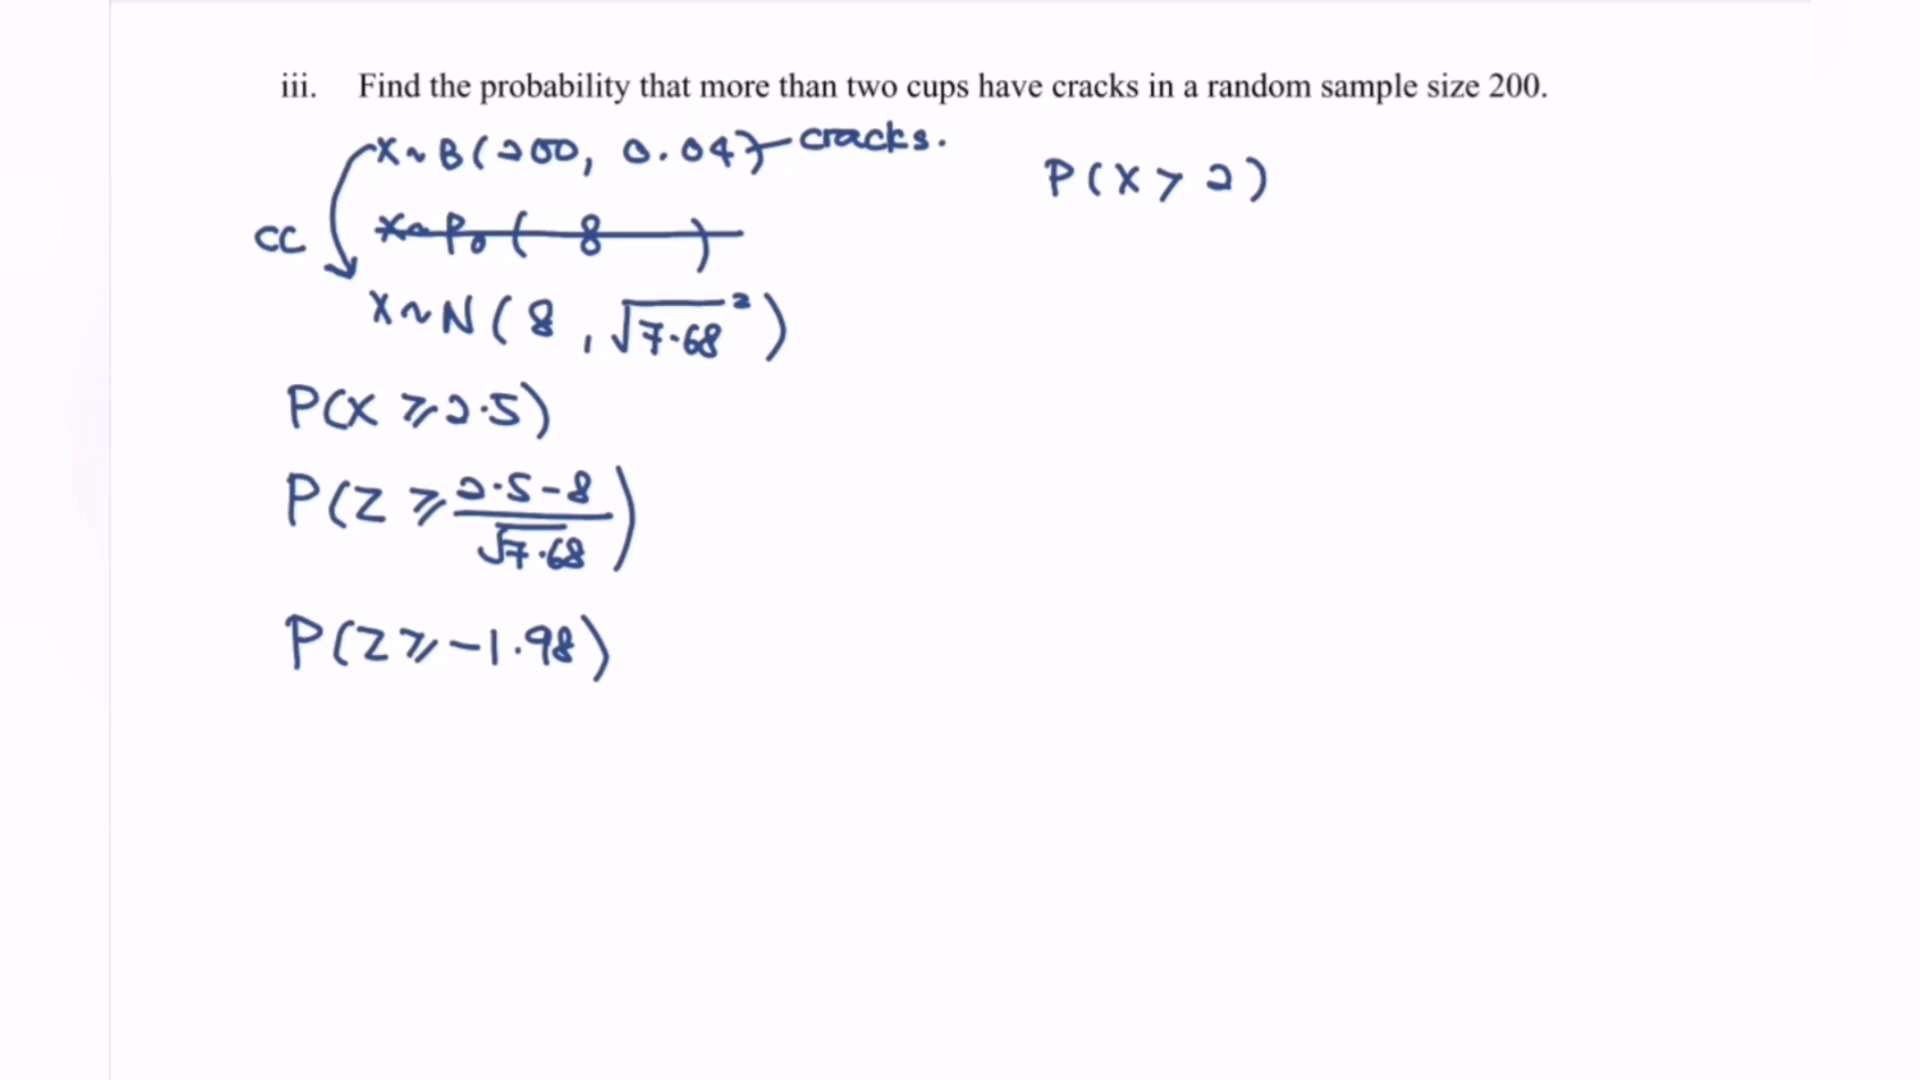 iii. Find the probability that more than two cups have cracks in a random sample size 200.
X~B(200, 0.04) - cracks.
P(X > 2)
cc
X~Po( 8 )
X~N(8, √7.68²)
P(X ≥ 2.5)
P(Z ≥ (2.5-8)/√7.68)
P(Z ≥ -1.98)